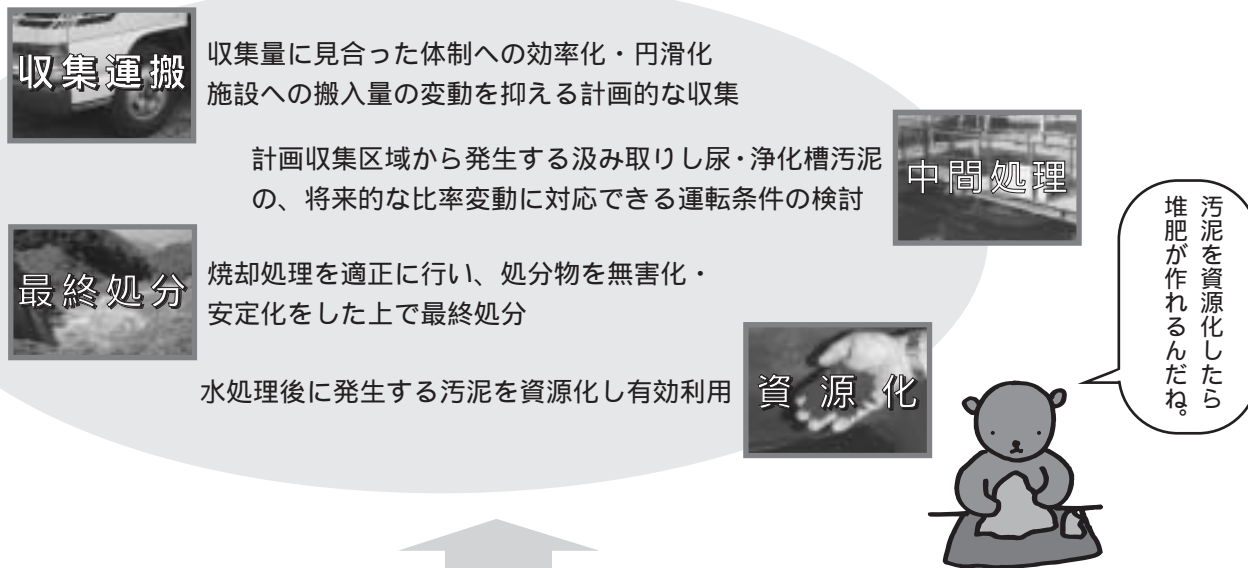 収集運搬
収集量に見合った体制への効率化・円滑化
施設への搬入量の変動を抑える計画的な収集
計画収集区域から発生する汲み取りし尿・浄化槽汚泥
の、将来的な比率変動に対応できる運転条件の検討
中間処理
最終処分
焼却処理を適正に行い、処分物を無害化・
安定化をした上で最終処分
水処理後に発生する汚泥を資源化し有効利用
資源化
汚泥を資源化したら
堆肥が作れるんだね。